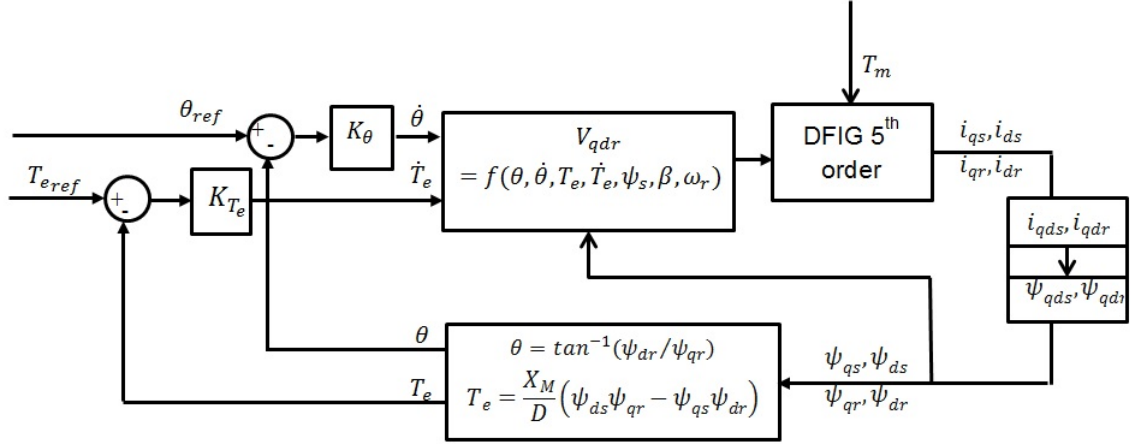 T_m
θ_ref
+
-
K_θ
θ̇
V_qdr
= f(θ, θ̇, T_e, Ṫ_e, ψ_s, β, ω_r)
DFIG 5th
order
i_qs, i_ds
i_qr, i_dr
T_e_ref
+
-
K_T_e
Ṫ_e
i_qds, i_qdr
ψ_qds, ψ_qdr
θ
θ = tan⁻¹(ψ_dr/ψ_qr)
T_e
T_e = X_M/D (ψ_ds ψ_qr − ψ_qs ψ_dr)
ψ_qs, ψ_ds
ψ_qr, ψ_dr